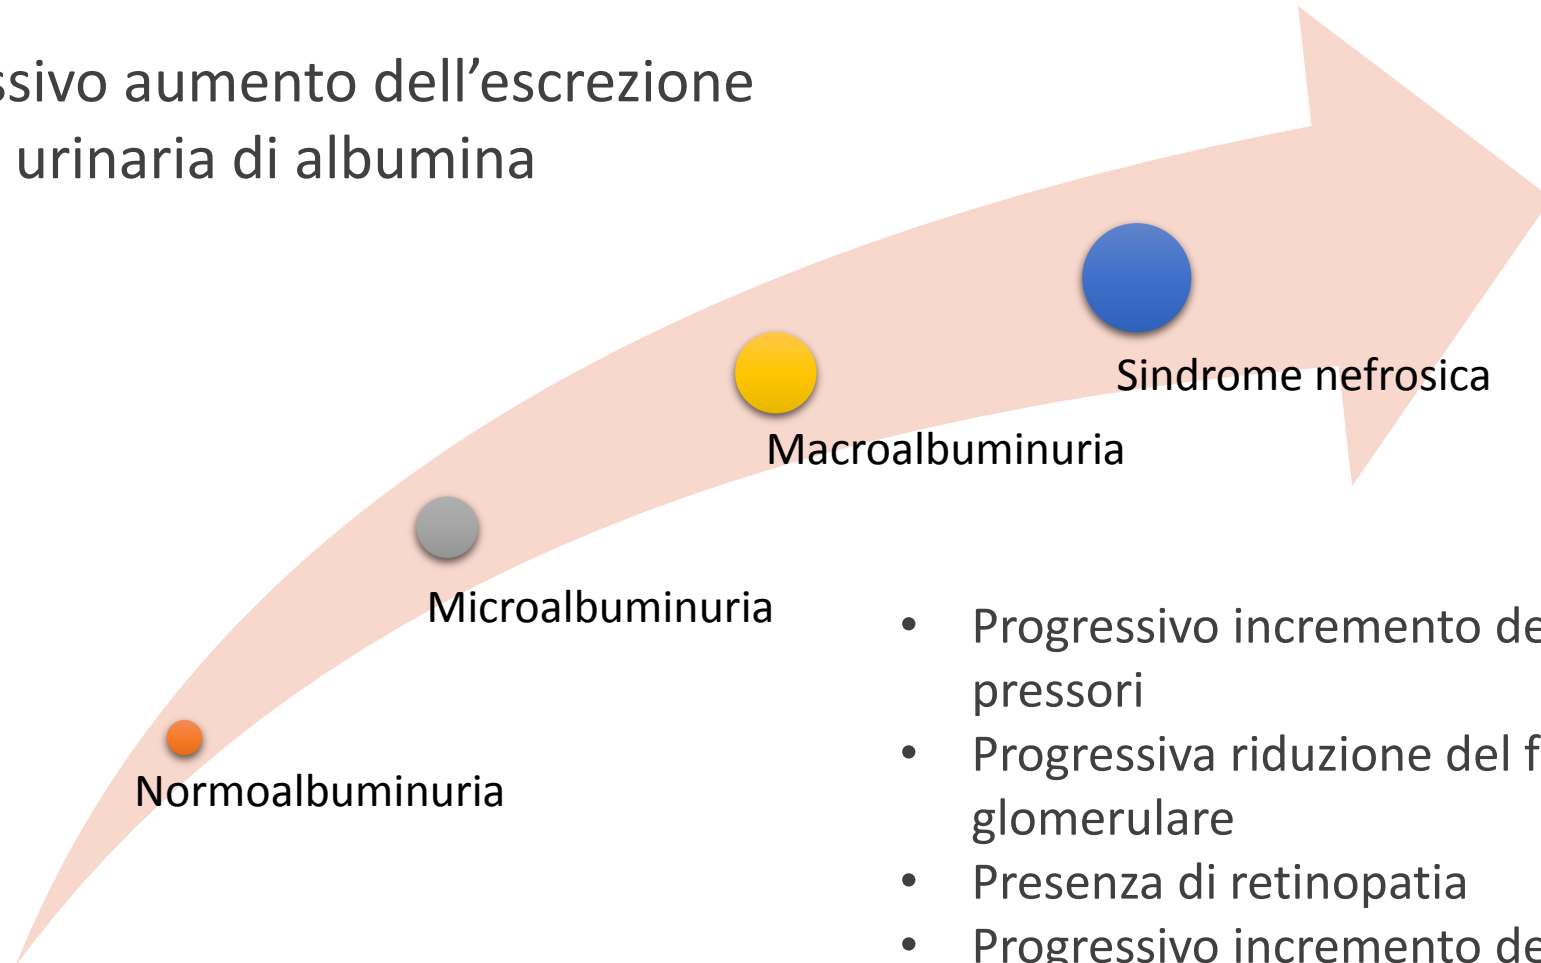 ssivo aumento dell’escrezione
urinaria di albumina
Sindrome nefrosica
Macroalbuminuria
Microalbuminuria
Normoalbuminuria
• Progressivo incremento de
pressori
• Progressiva riduzione del f
glomerulare
• Presenza di retinopatia
• Progressivo incremento de